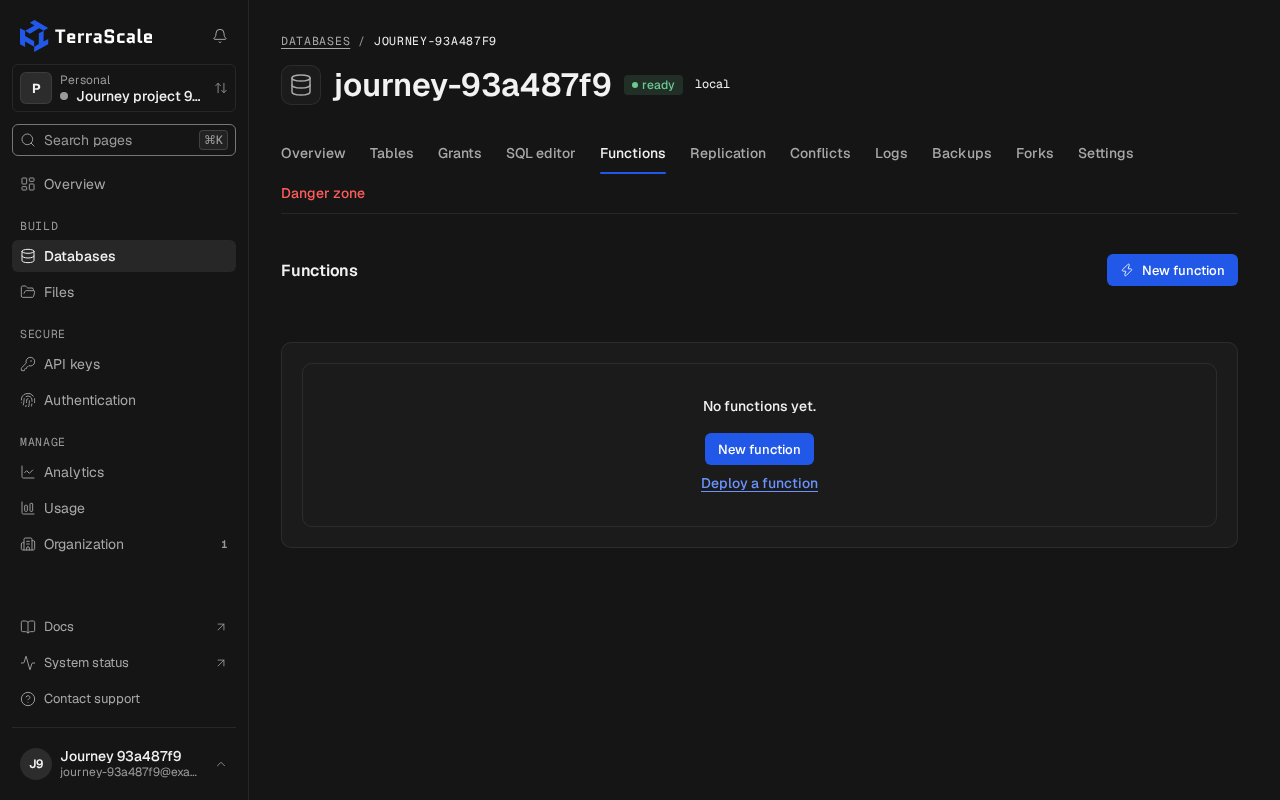 TerraScale
P
Personal
Journey project 9...
Search pages
⌘K
Overview
BUILD
Databases
Files
SECURE
API keys
Authentication
MANAGE
Analytics
Usage
Organization
1
Docs
System status
Contact support
J9
Journey 93a487f9
journey-93a487f9@exa...
DATABASES / JOURNEY-93A487F9
journey-93a487f9
ready
local
Overview Tables Grants SQL editor Functions Replication Conflicts Logs Backups Forks Settings
Danger zone
Functions
New function
No functions yet.
New function
Deploy a function